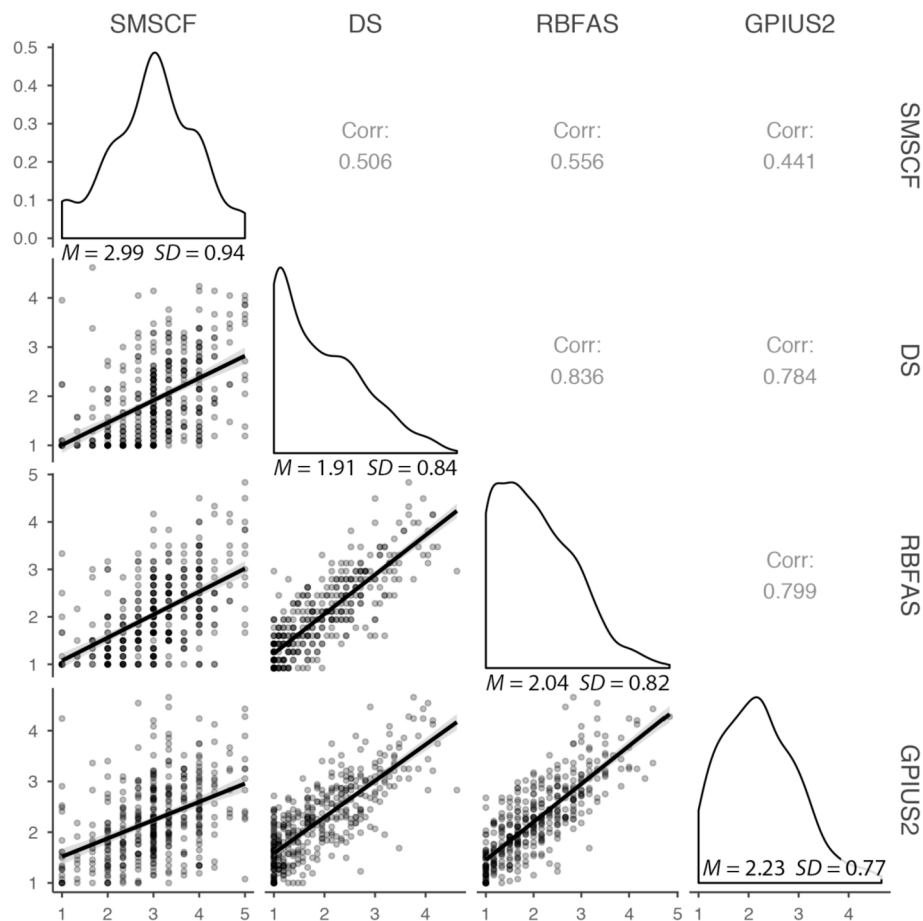 SMSCF DS RBFAS GPIUS2
0.5
0.4
0.3
0.2
0.1
0.0
Corr:
0.506
Corr:
0.556
Corr:
0.441
SMSCF
M = 2.99 SD = 0.94
4
3
2
1
Corr:
0.836
Corr:
0.784
DS
M = 1.91 SD = 0.84
5
4
3
2
1
Corr:
0.799
RBFAS
M = 2.04 SD = 0.82
4
3
2
1
M = 2.23 SD = 0.77
GPIUS2
1 2 3 4 5 1 2 3 4 1 2 3 4 5 1 2 3 4